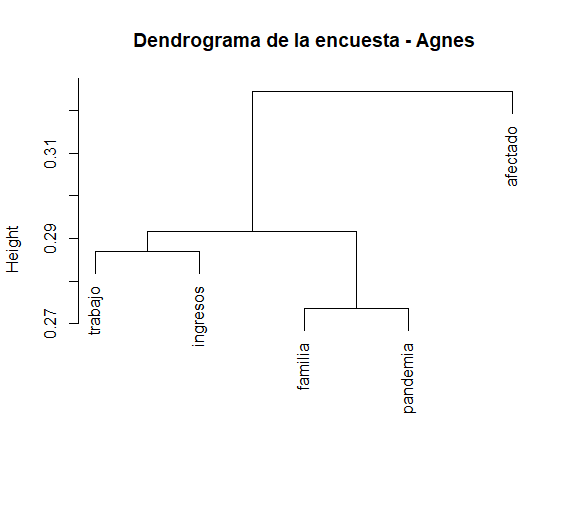 Dendrograma de la encuesta - Agnes
Height
0.31
0.29
0.27
afectado
trabajo
ingresos
familia
pandemia